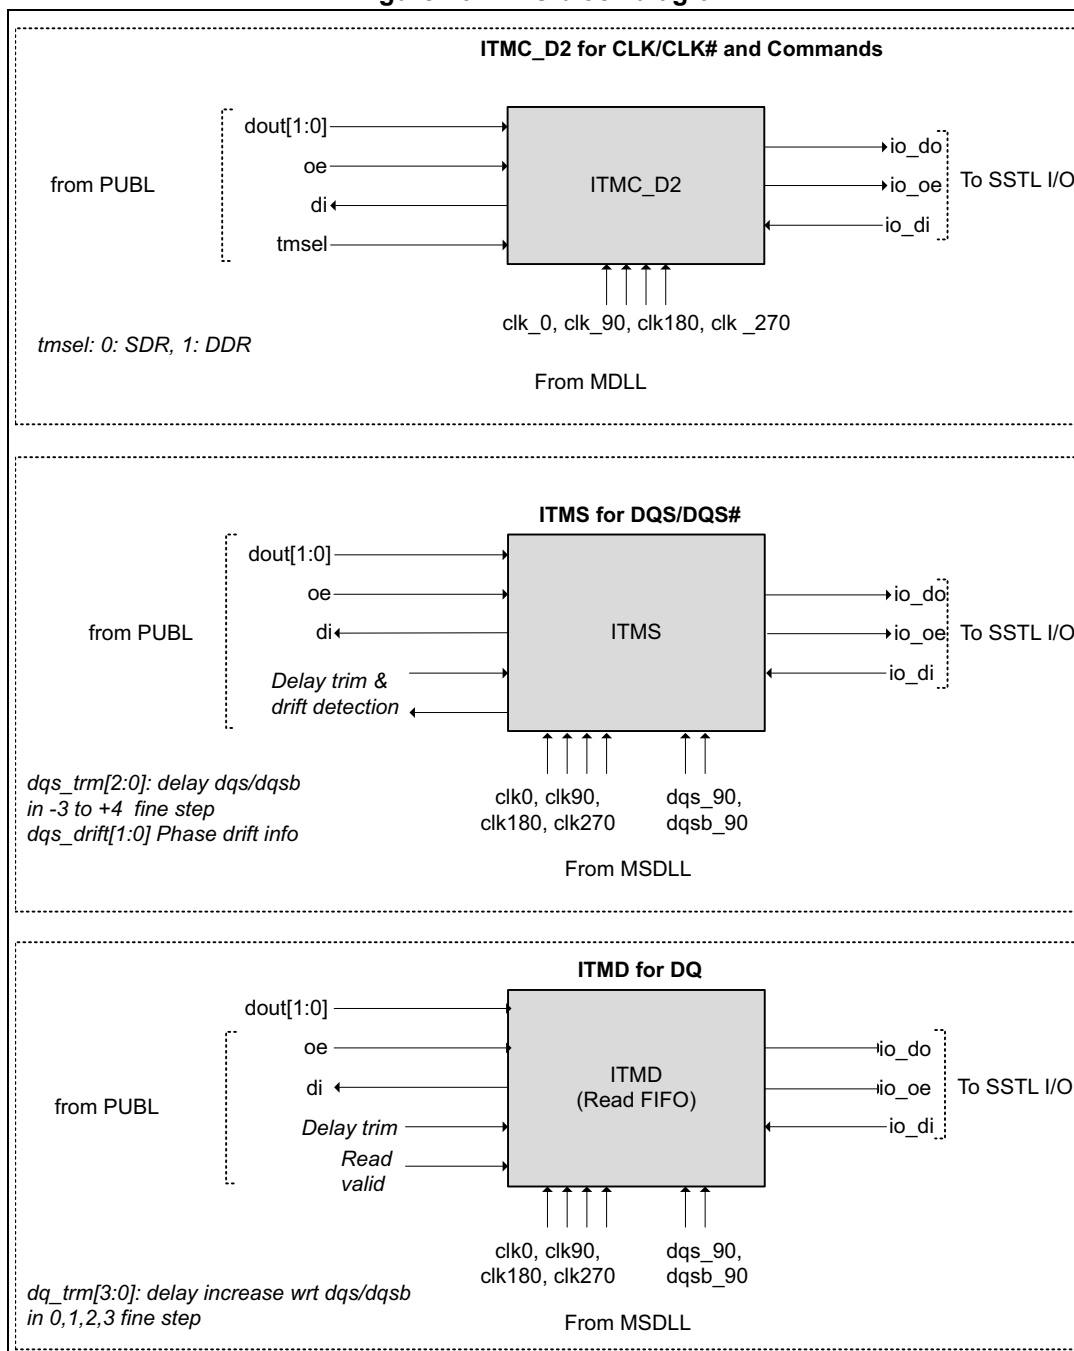 ITMC_D2 for CLK/CLK# and Commands
dout[1:0]
oe
di
tmsel
from PUBL
ITMC_D2
io_do
io_oe
io_di
To SSTL I/O
clk_0, clk_90, clk180, clk _270
tmsel: 0: SDR, 1: DDR
From MDLL
ITMS for DQS/DQS#
dout[1:0]
oe
di
Delay trim &
drift detection
from PUBL
ITMS
io_do
io_oe
io_di
To SSTL I/O
dqs_trm[2:0]: delay dqs/dqsb
in -3 to +4 fine step
dqs_drift[1:0] Phase drift info
clk0, clk90,
clk180, clk270
dqs_90,
dqsb_90
From MSDLL
ITMD for DQ
dout[1:0]
oe
di
Delay trim
Read
valid
from PUBL
ITMD
(Read FIFO)
io_do
io_oe
io_di
To SSTL I/O
clk0, clk90,
clk180, clk270
dqs_90,
dqsb_90
dq_trm[3:0]: delay increase wrt dqs/dqsb
in 0,1,2,3 fine step
From MSDLL